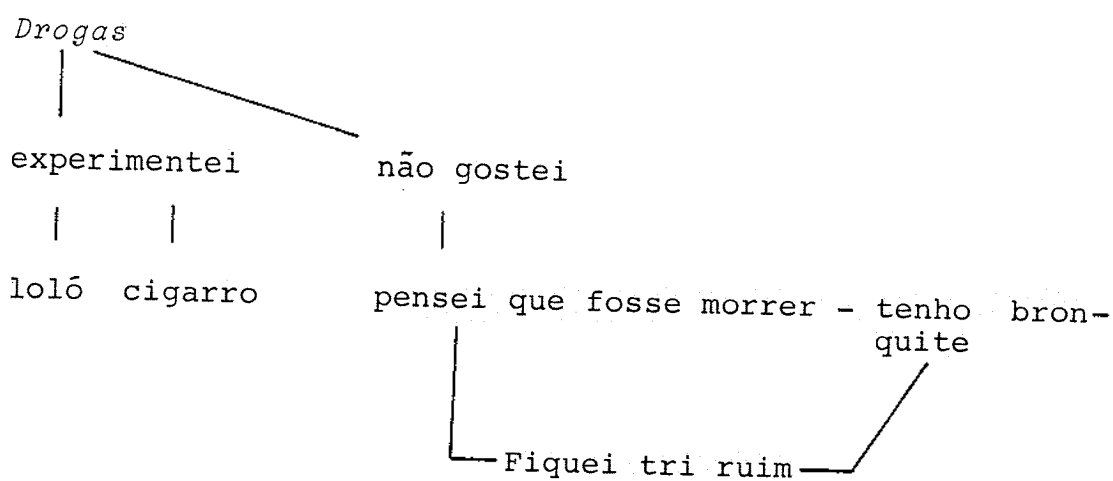 Drogas
experimentei não gostei
loló cigarro pensei que fosse morrer - tenho bron-
quite
Fiquei tri ruim